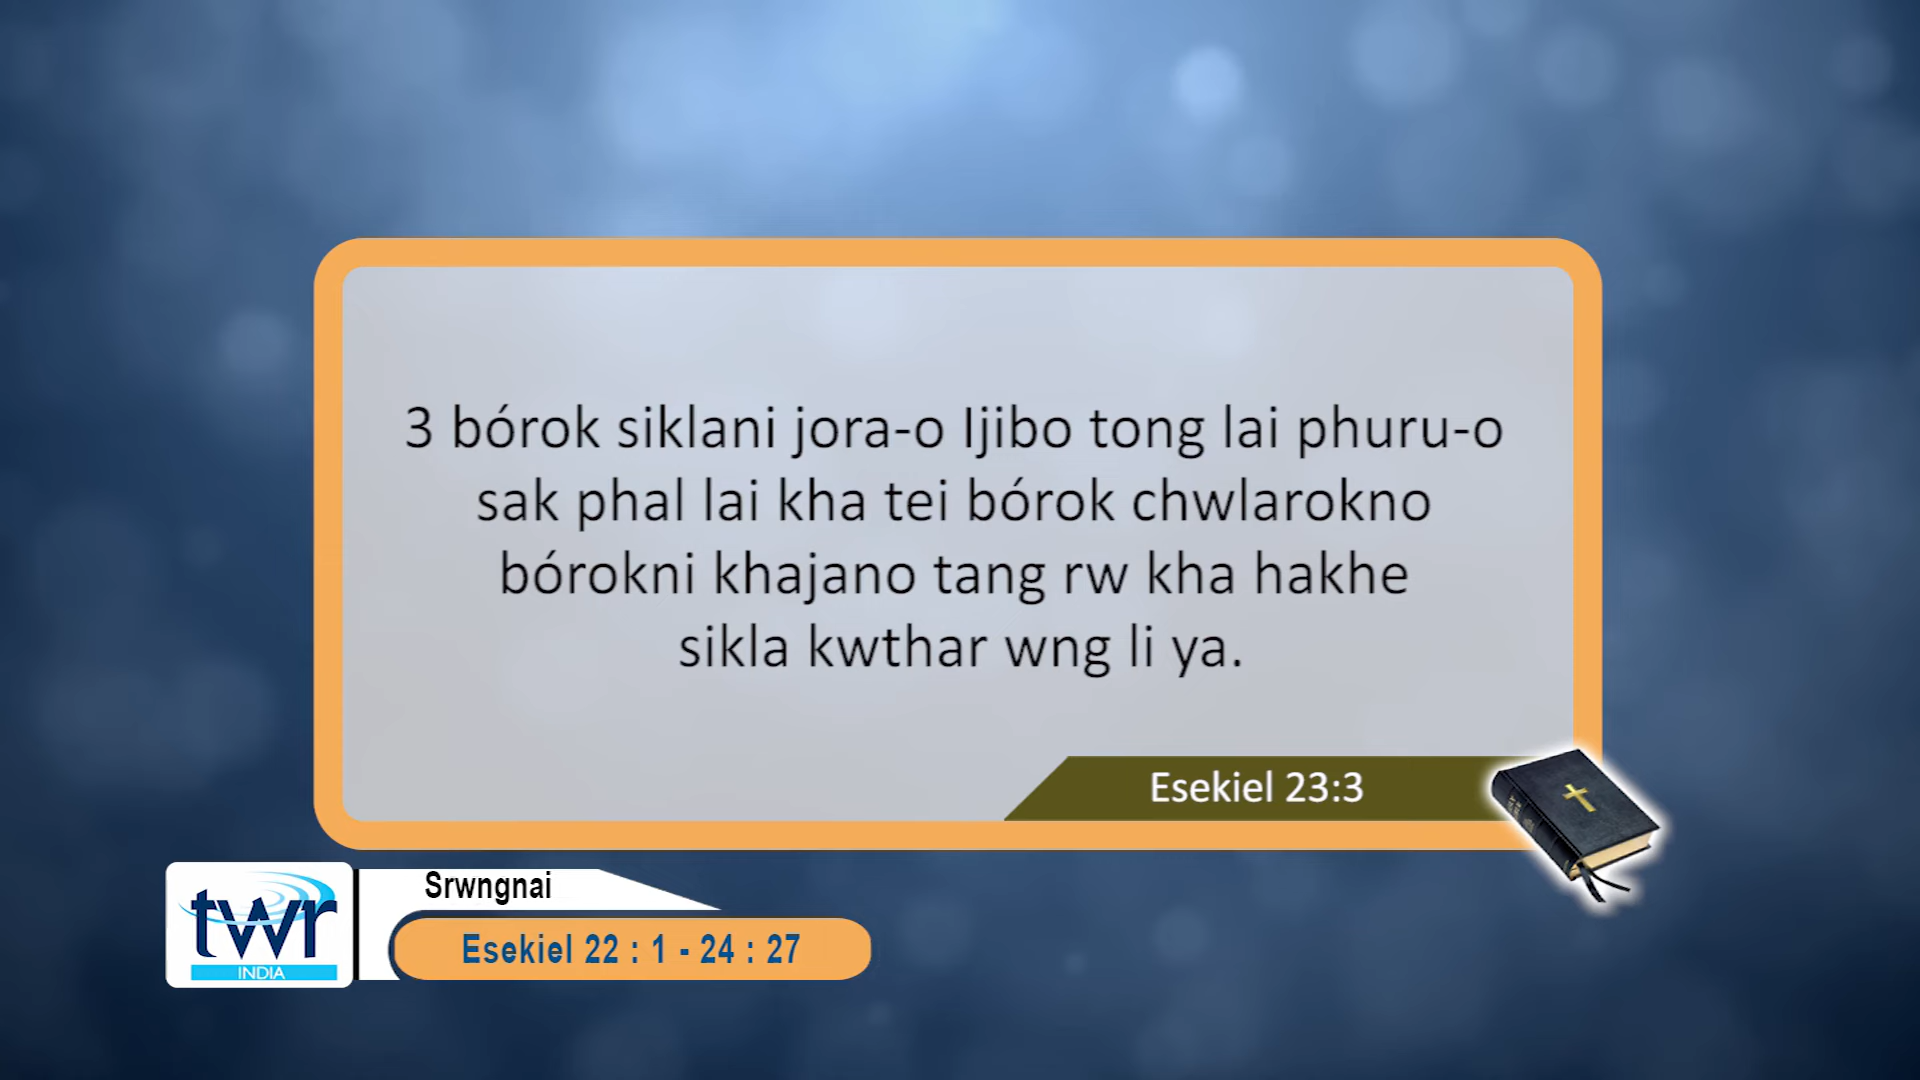 3 bórok siklani jora-o Ijibo tong lai phuru-o
sak phal lai kha tei bórok chwlarokno
bórokni khajano tang rw kha hakhe
sikla kwthar wng li ya.
Esekiel 23:3
Srwngnai
twr
INDIA
Esekiel 22 : 1 - 24 : 27